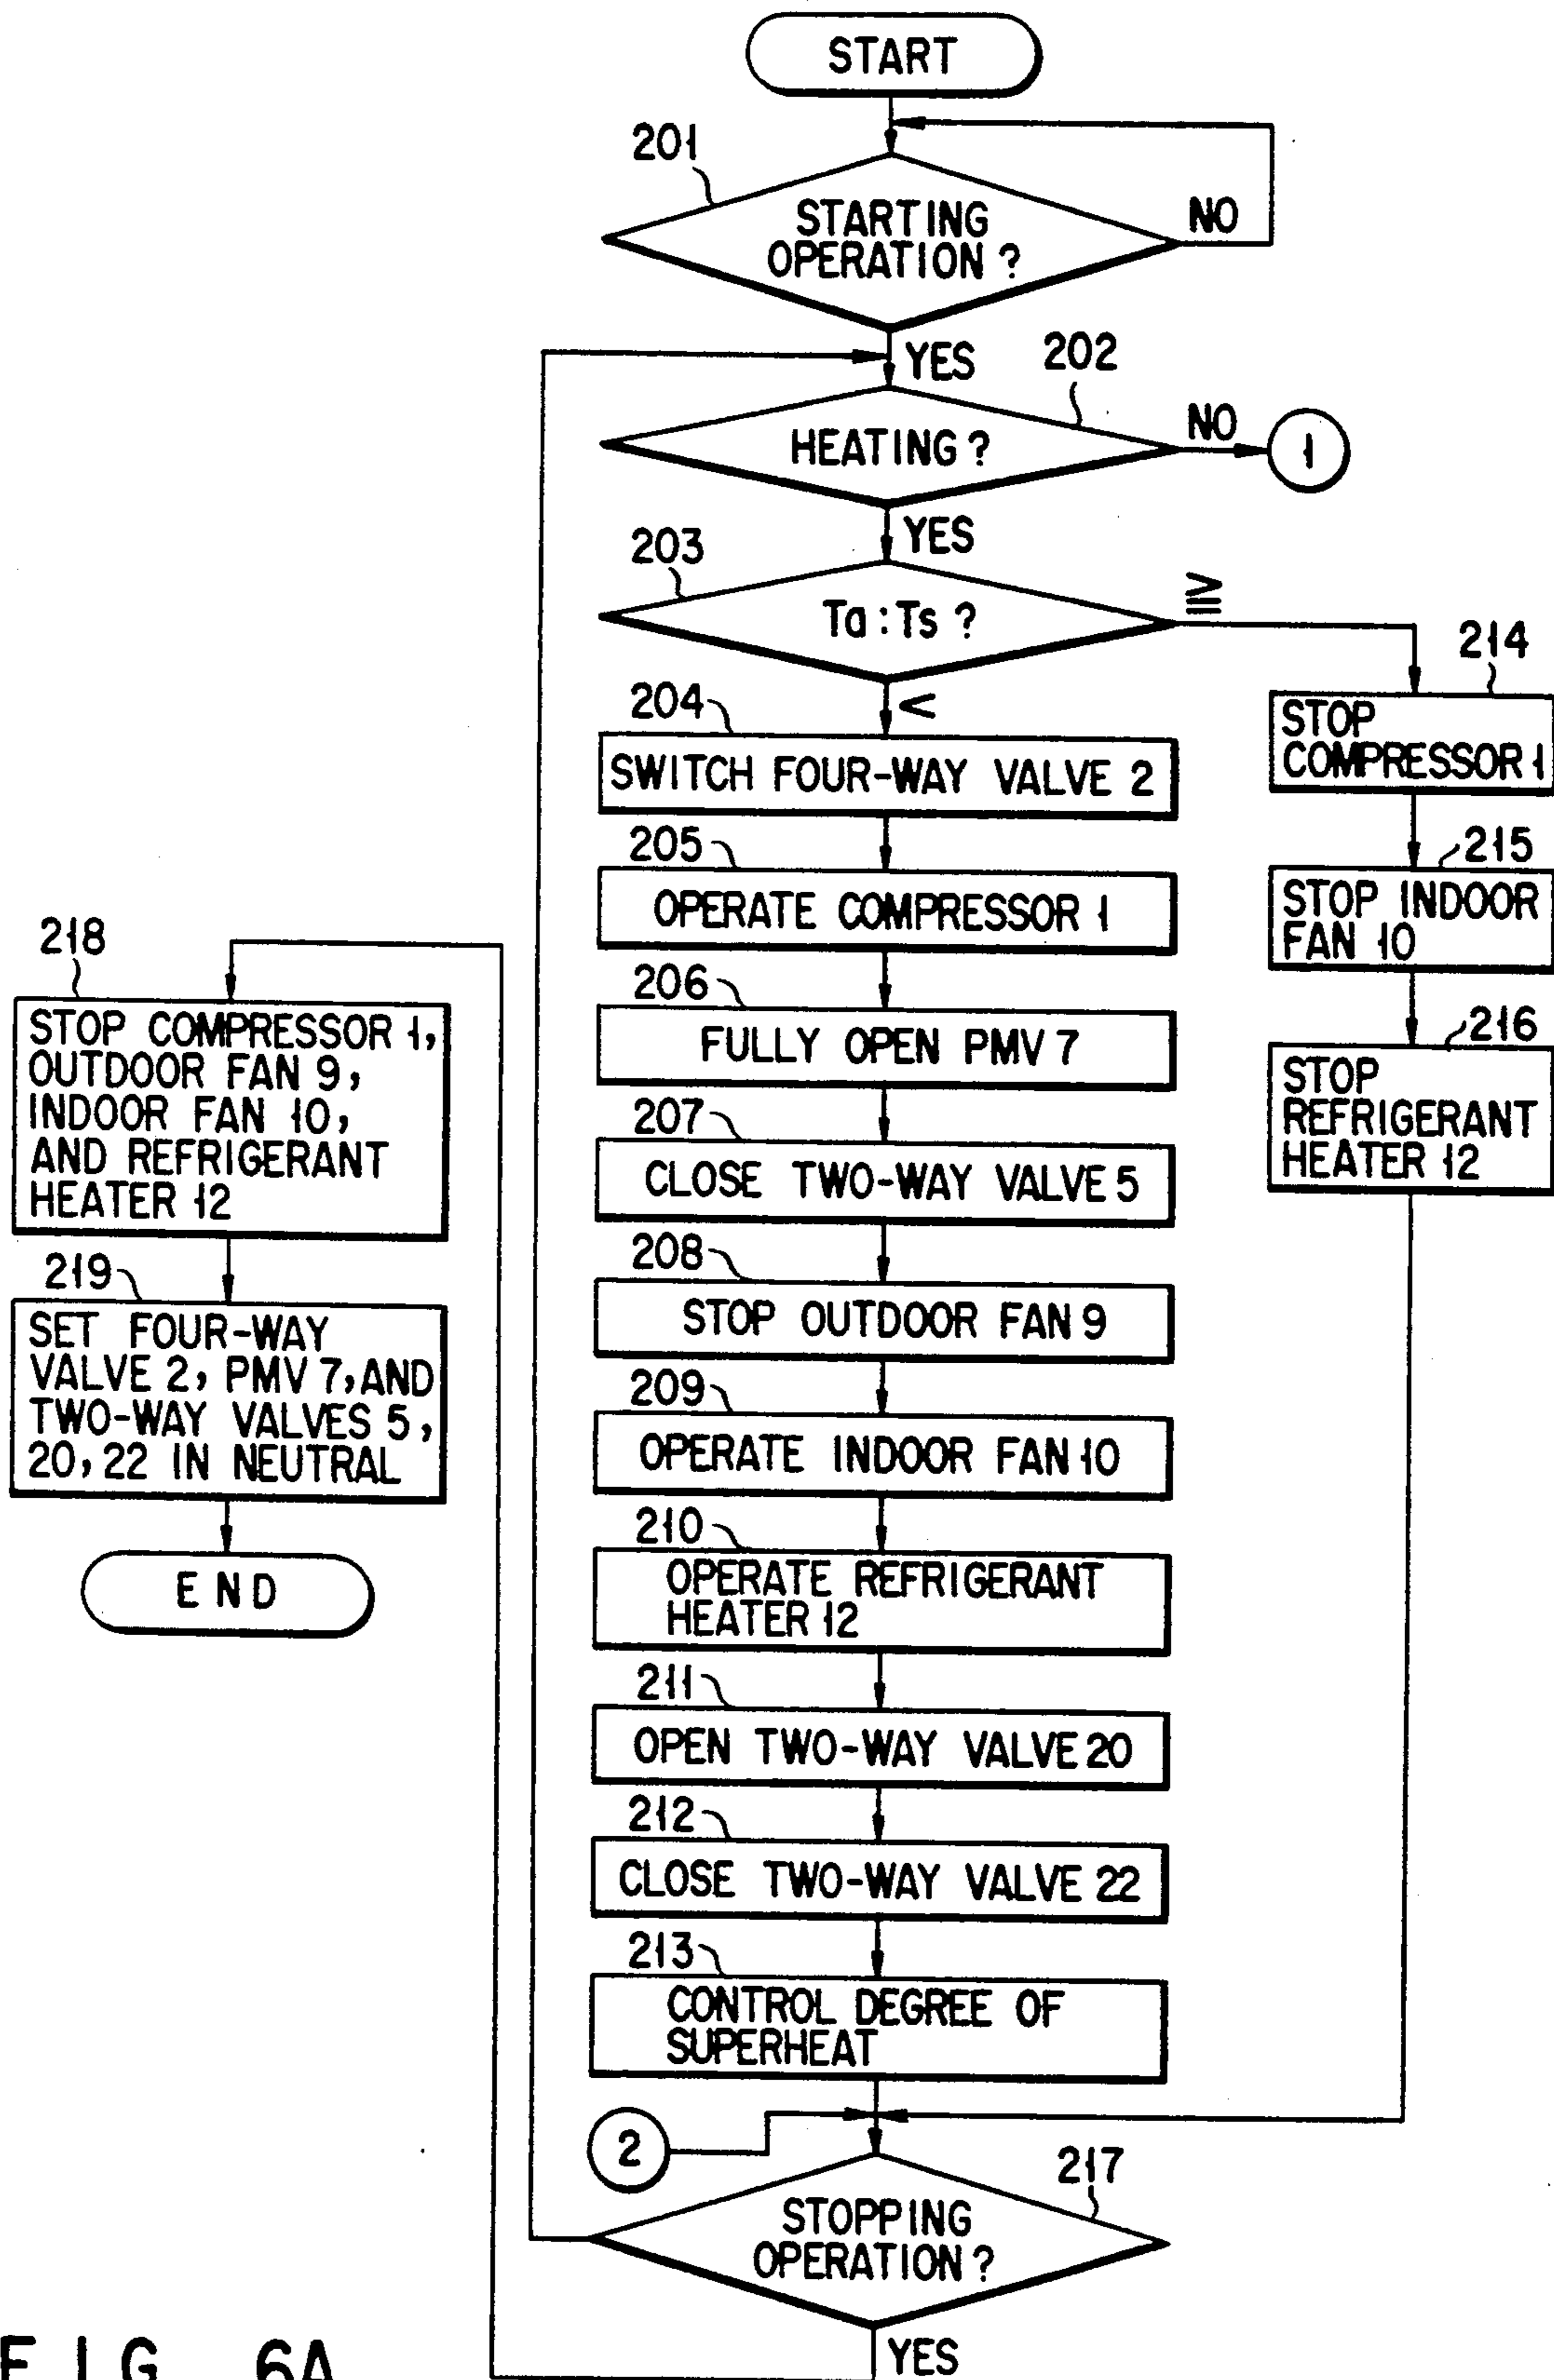 START
201
STARTING
OPERATION ?
NO
YES
202
HEATING ?
NO
1
YES
203
Ta : Ts ?
≧
<
204
SWITCH FOUR-WAY VALVE 2
205
OPERATE COMPRESSOR 1
206
FULLY OPEN PMV 7
207
CLOSE TWO-WAY VALVE 5
208
STOP OUTDOOR FAN 9
209
OPERATE INDOOR FAN 10
210
OPERATE REFRIGERANT
HEATER 12
211
OPEN TWO-WAY VALVE 20
212
CLOSE TWO-WAY VALVE 22
213
CONTROL DEGREE OF
SUPERHEAT
214
STOP
COMPRESSOR 1
215
STOP INDOOR
FAN 10
216
STOP
REFRIGERANT
HEATER 12
2
217
STOPPING
OPERATION ?
YES
218
STOP COMPRESSOR 1,
OUTDOOR FAN 9,
INDOOR FAN 10,
AND REFRIGERANT
HEATER 12
219
SET FOUR-WAY
VALVE 2, PMV 7, AND
TWO-WAY VALVES 5,
20, 22 IN NEUTRAL
END
FIG. 6A